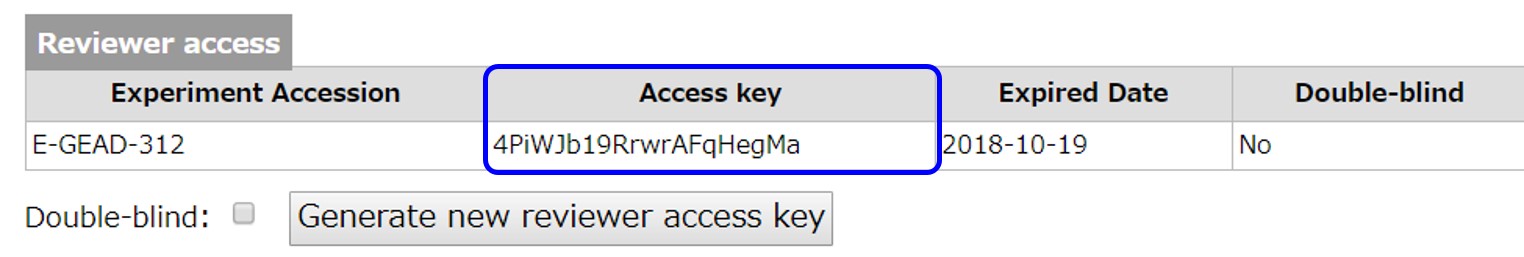 Reviewer access
Experiment Accession Access key Expired Date Double-blind
E-GEAD-312 4PiWJb19RrwrAFqHegMa 2018-10-19 No
Double-blind: Generate new reviewer access key